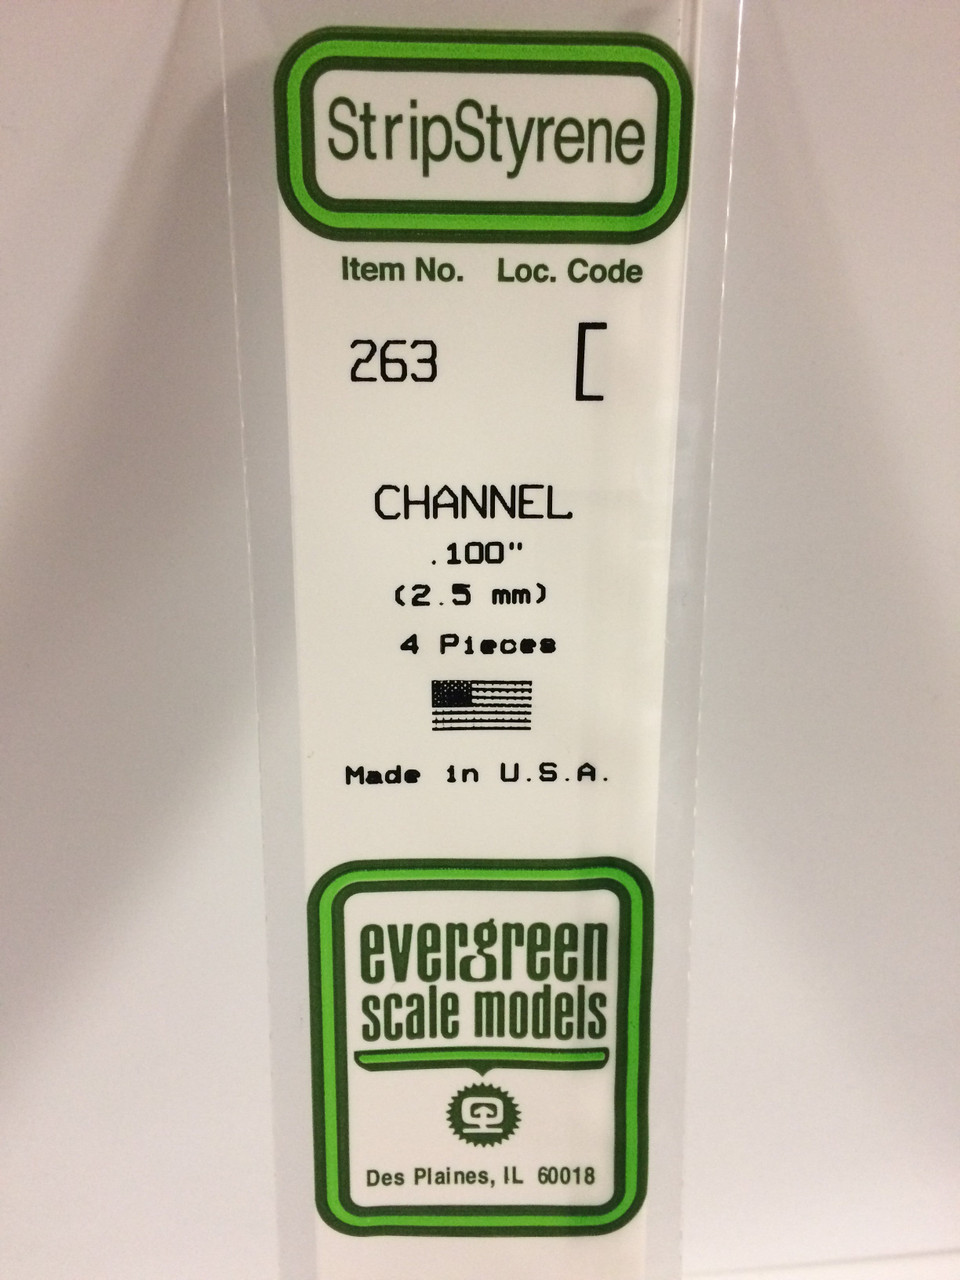 StripStyrene
Item No. Loc. Code
263 [
CHANNEL
.100"
(2.5 mm)
4 Pieces
Made in U.S.A.
evergreen
scale models
Des Plaines, IL 60018